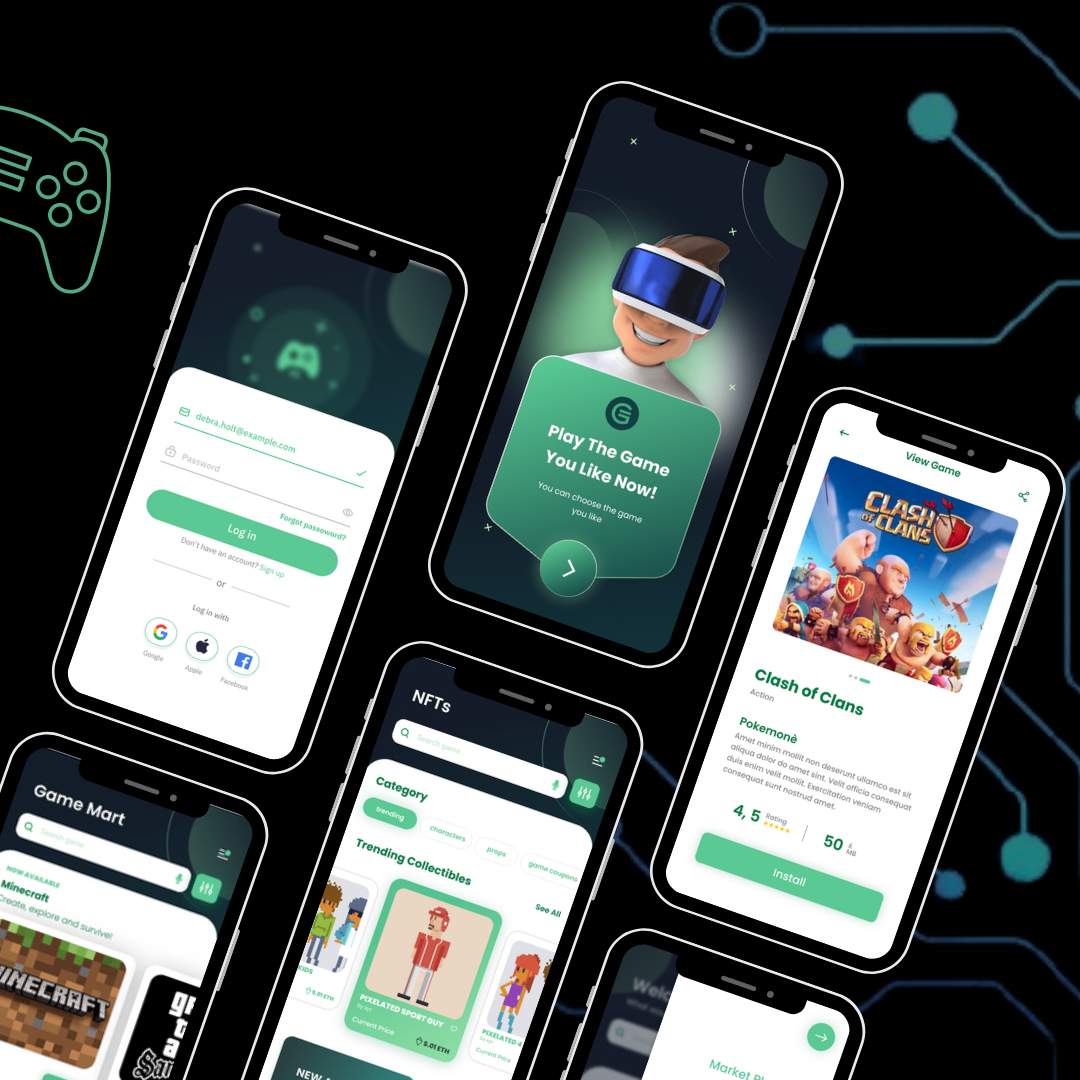 debra.holt@example.com
Password
Forgot passoword?
Log in
Don't have an account? Sign up
or
Log in with
Google
Apple
Facebook
Play The Game
You Like Now!
You can choose the game
you like
View Game
CLASH
OF CLANS
Clash of Clans
Action
Pokemonè
Amet minim mollit non deserunt ullamco est sit
aliqua dolor do amet sint. Velit officia consequat
duis enim velit mollit. Exercitation veniam
consequat sunt nostrud amet.
4, 5
Rating
50
MB
Install
Game Mart
Search game
NOW AVAILABLE
Minecraft
Create, explore and survive!
MINECRAFT
NFTs
Search game
Category
trending
characters
props
game coupons
Trending Collectibles
See All
KIDS
5.01 ETH
PIXELATED SPORT GUY
Current Price
5.01 ETH
PIXELATED
Current Price
NEW
Market Pl